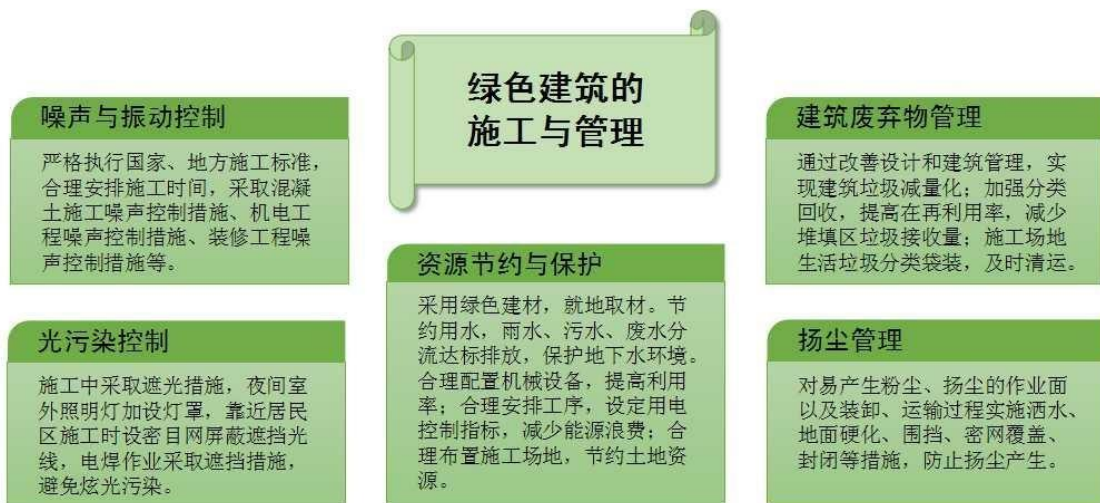 绿色建筑的
施工与管理
噪声与振动控制
严格执行国家、地方施工标准，
合理安排施工时间，采取混凝
土施工噪声控制措施、机电工
程噪声控制措施、装修工程噪
声控制措施等。
光污染控制
施工中采取遮光措施，夜间室
外照明灯加设灯罩，靠近居民
区施工时设密目网屏蔽遮挡光
线，电焊作业采取遮挡措施，
避免炫光污染。
资源节约与保护
采用绿色建材，就地取材。节
约用水，雨水、污水、废水分
流达标排放，保护地下水环境。
合理配置机械设备，提高利用
率；合理安排工序，设定用电
控制指标，减少能源浪费；合
理布置施工场地，节约土地资
源。
建筑废弃物管理
通过改善设计和建筑管理，实
现建筑垃圾减量化；加强分类
回收，提高在再利用率，减少
堆填区垃圾接收量；施工场地
生活垃圾分类袋装，及时清运。
扬尘管理
对易产生粉尘、扬尘的作业面
以及装卸、运输过程实施洒水、
地面硬化、围挡、密网覆盖、
封闭等措施，防止扬尘产生。